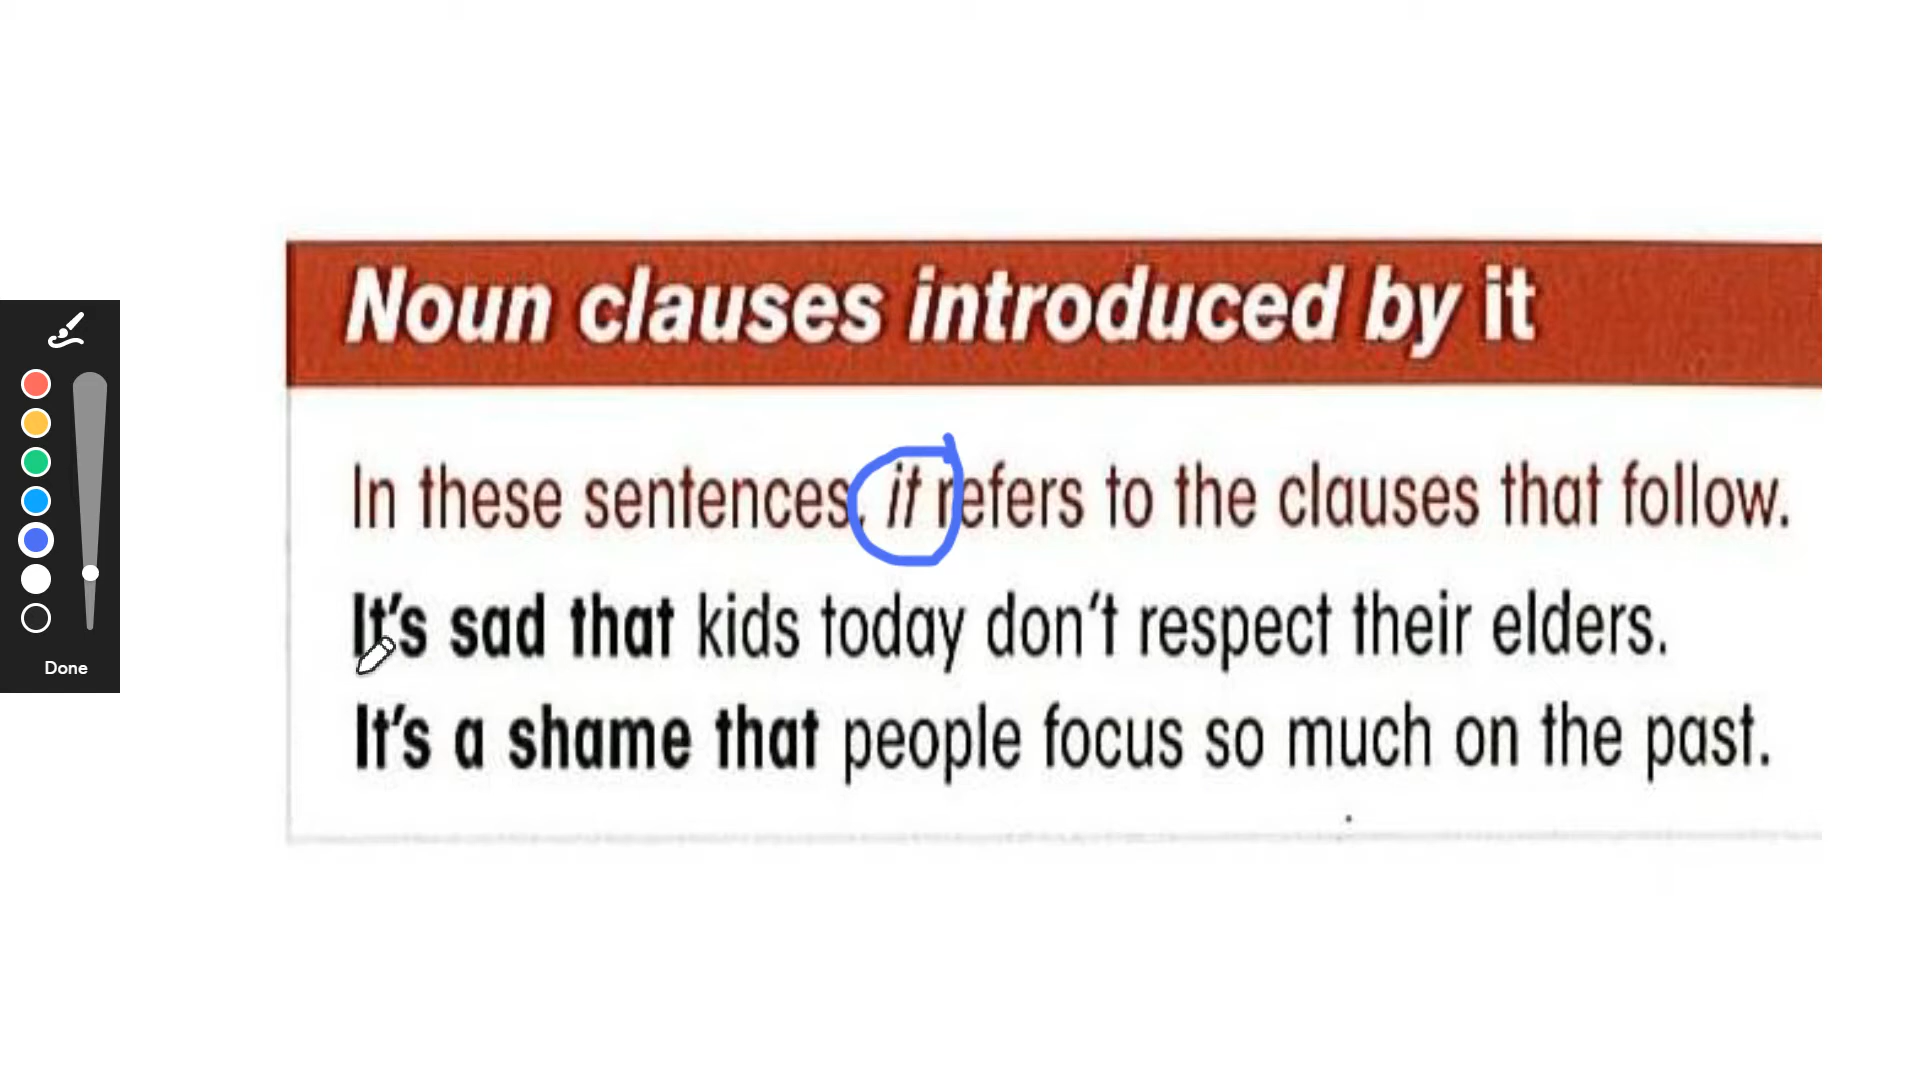 Noun clauses introduced by it
In these sentences, it refers to the clauses that follow.
It's sad that kids today don't respect their elders.
It's a shame that people focus so much on the past.
Done